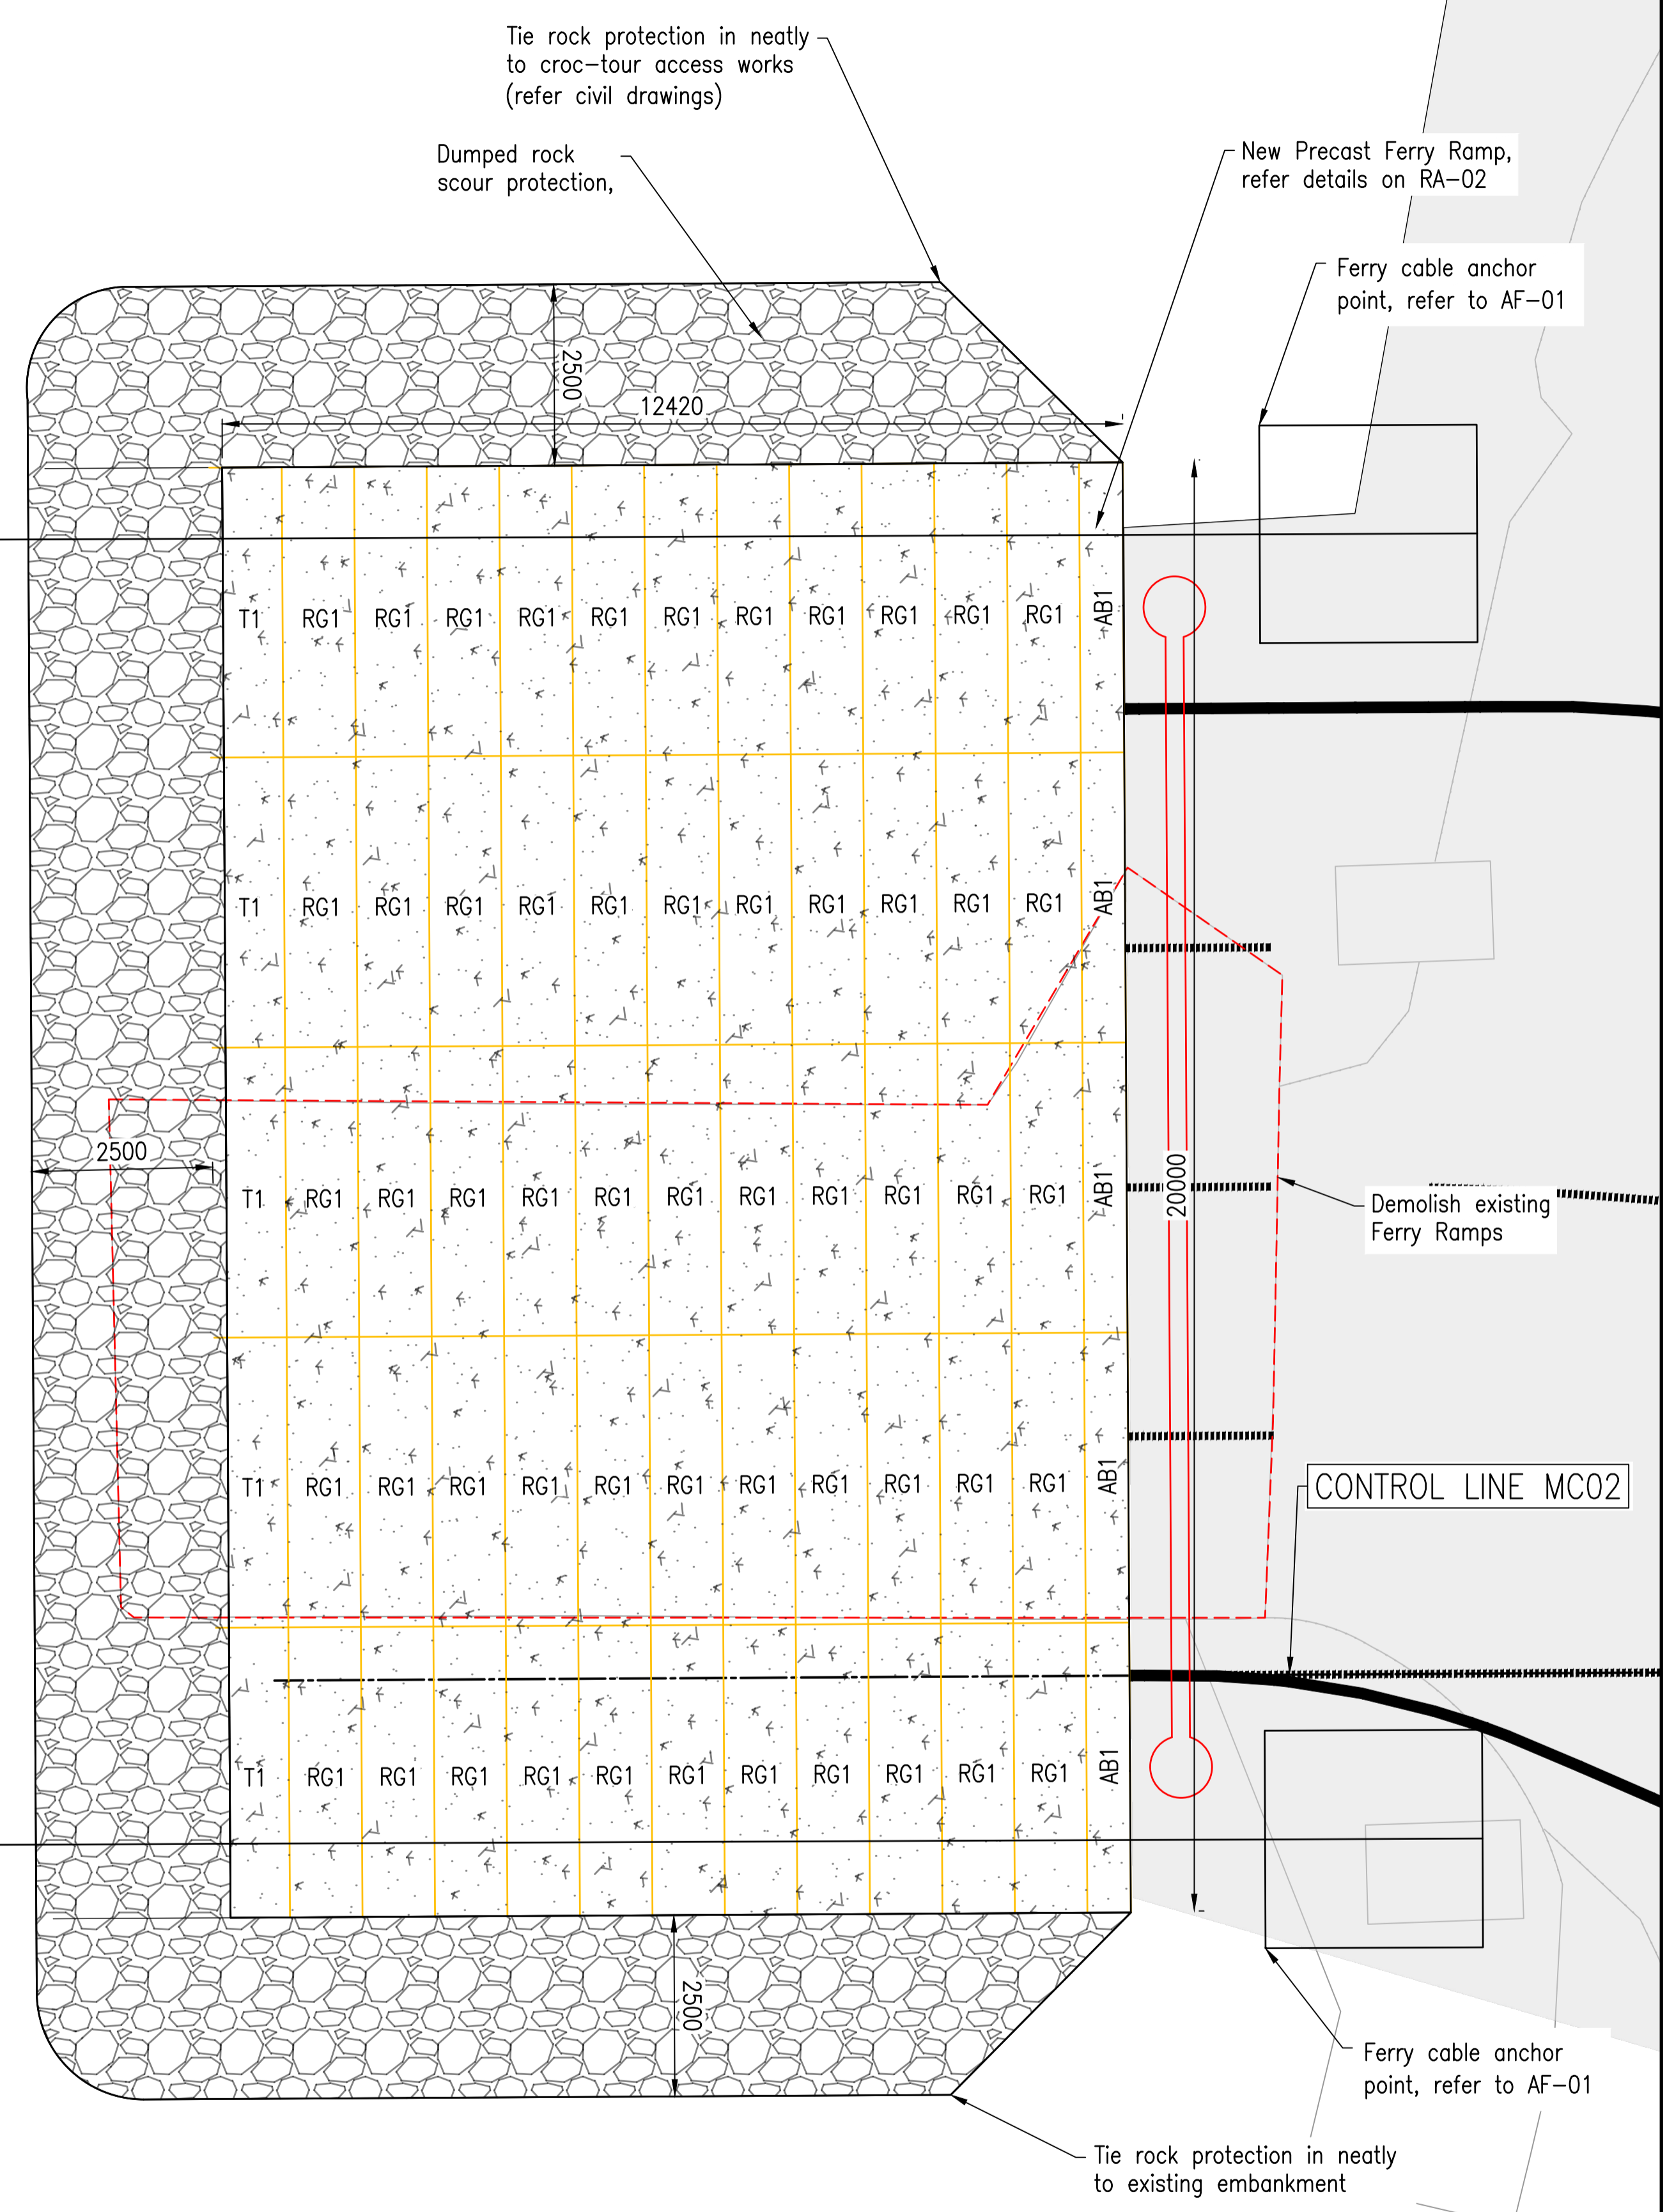 Tie rock protection in neatly
to croc-tour access works
(refer civil drawings)
Dumped rock
scour protection,
New Precast Ferry Ramp,
refer details on RA-02
Ferry cable anchor
point, refer to AF-01
2500
12420
T1 RG1 RG1 RG1 RG1 RG1 RG1 RG1 RG1 RG1 RG1 RG1 AB1
T1 RG1 RG1 RG1 RG1 RG1 RG1 RG1 RG1 RG1 RG1 RG1 AB1
2500
20000
T1 RG1 RG1 RG1 RG1 RG1 RG1 RG1 RG1 RG1 RG1 RG1 AB1
Demolish existing
Ferry Ramps
T1 RG1 RG1 RG1 RG1 RG1 RG1 RG1 RG1 RG1 RG1 RG1 AB1
CONTROL LINE MC02
T1 RG1 RG1 RG1 RG1 RG1 RG1 RG1 RG1 RG1 RG1 RG1 AB1
2500
Ferry cable anchor
point, refer to AF-01
Tie rock protection in neatly
to existing embankment